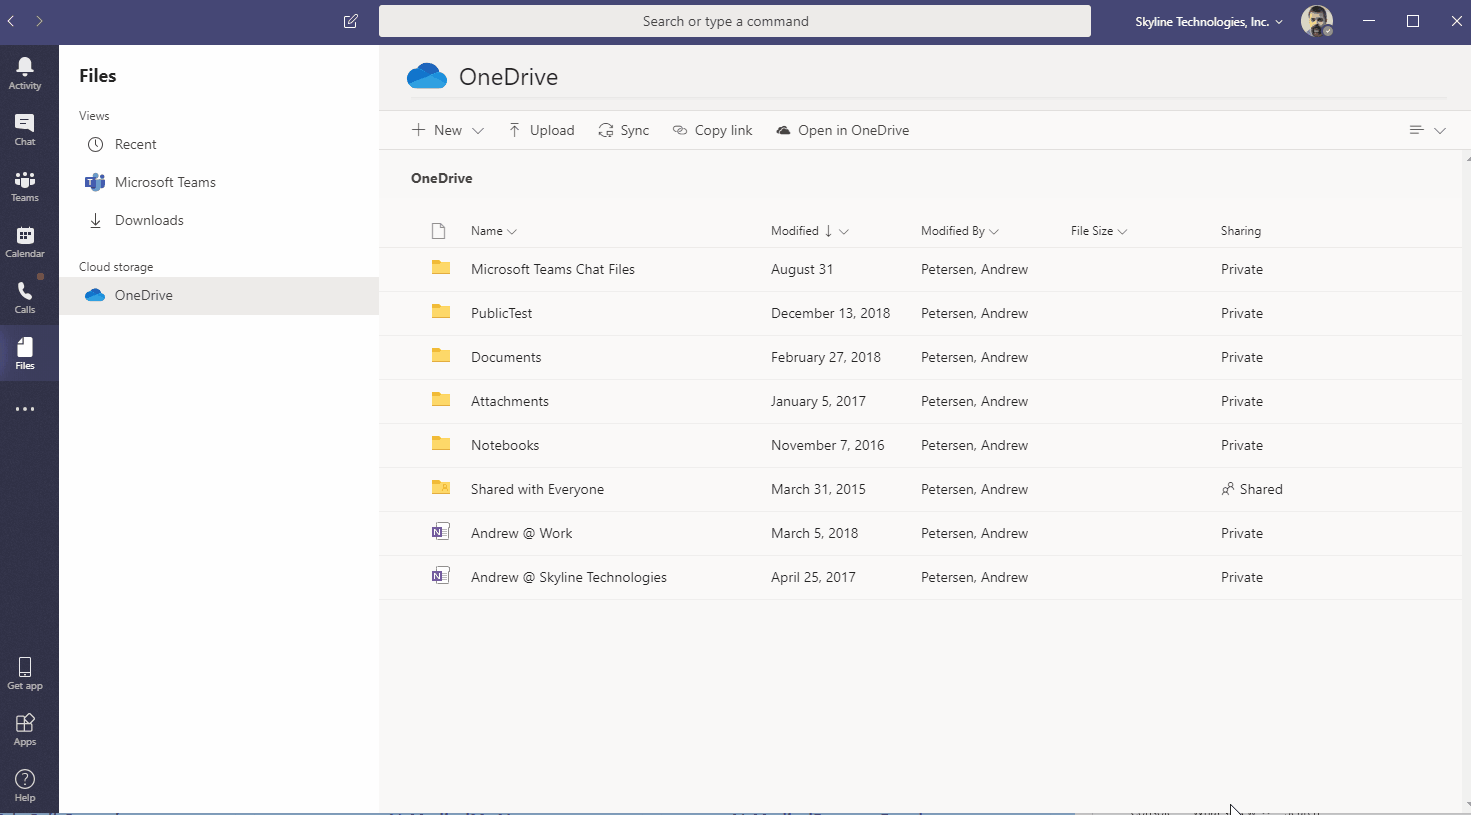 Search or type a command
Skyline Technologies, Inc.
Activity
Chat
Teams
Calendar
Calls
Files
Get app
Apps
Help
Files
Views
Recent
Microsoft Teams
Downloads
Cloud storage
OneDrive
OneDrive
New Upload Sync Copy link Open in OneDrive
OneDrive
Name Modified Modified By File Size Sharing
Microsoft Teams Chat Files August 31 Petersen, Andrew Private
PublicTest December 13, 2018 Petersen, Andrew Private
Documents February 27, 2018 Petersen, Andrew Private
Attachments January 5, 2017 Petersen, Andrew Private
Notebooks November 7, 2016 Petersen, Andrew Private
Shared with Everyone March 31, 2015 Petersen, Andrew Shared
Andrew @ Work March 5, 2018 Petersen, Andrew Private
Andrew @ Skyline Technologies April 25, 2017 Petersen, Andrew Private